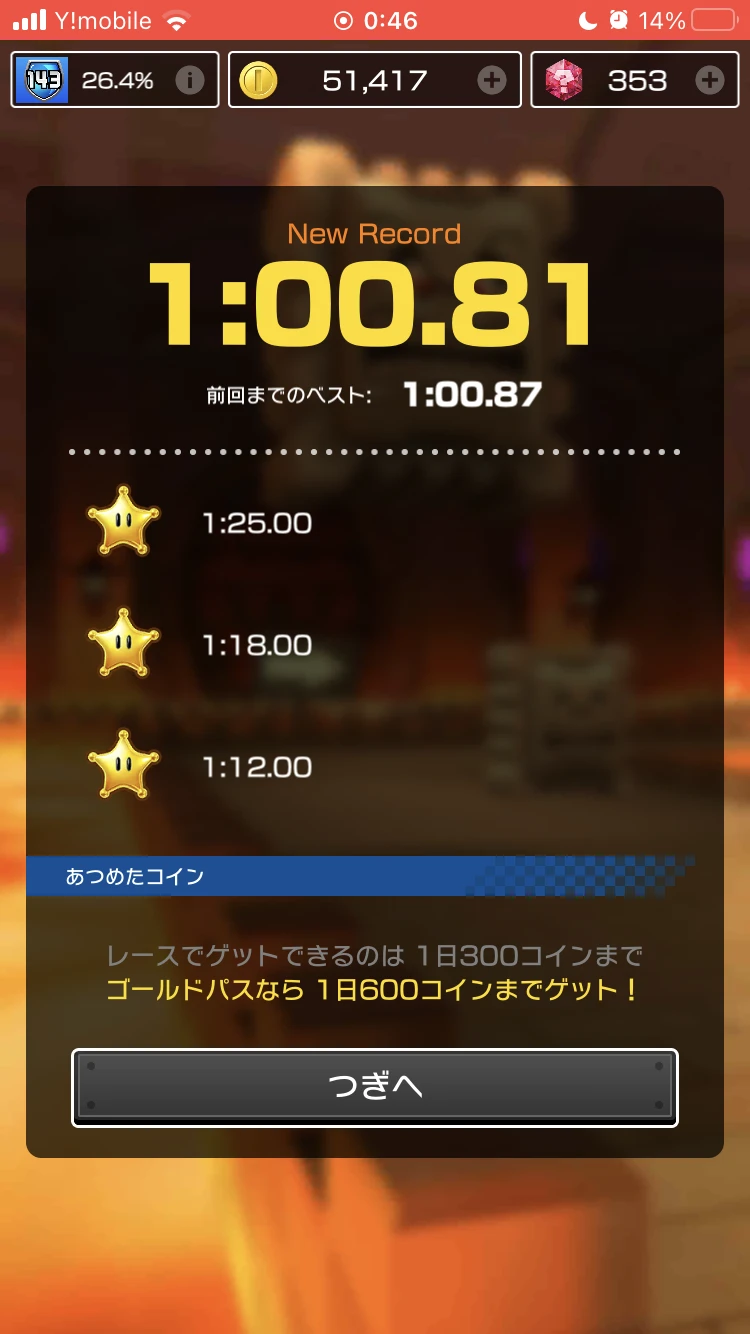 Y!mobile 0:46 14%
143 26.4% i 51,417 + 353 +
New Record
1:00.81
前回までのベスト: 1:00.87
1:25.00
1:18.00
1:12.00
あつめたコイン
レースでゲットできるのは 1日300コインまで
ゴールドパスなら 1日600コインまでゲット！
つぎへ